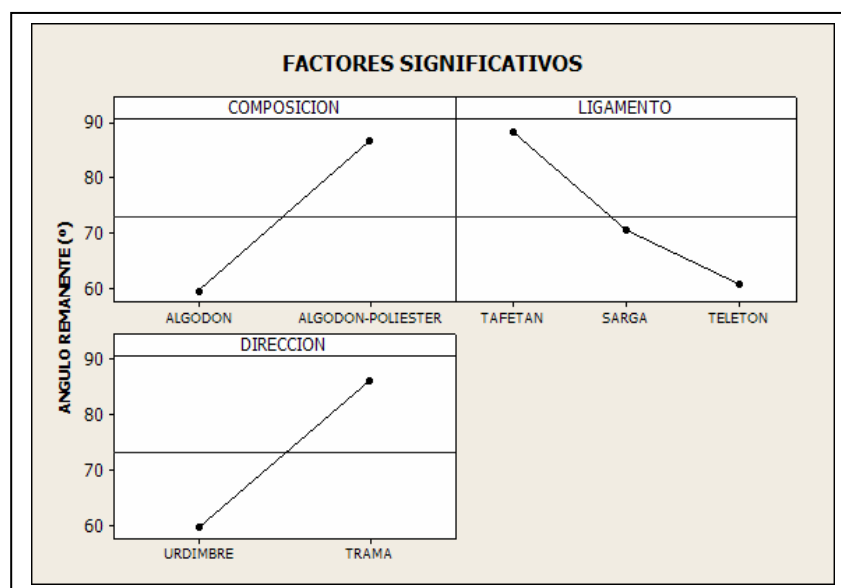 FACTORES SIGNIFICATIVOS
COMPOSICION LIGAMENTO
90
80
70
60
ANGULO REMANENTE (º)
ALGODON ALGODON-POLIESTER TAFETAN SARGA TELETON
DIRECCION
90
80
70
60
URDIMBRE TRAMA